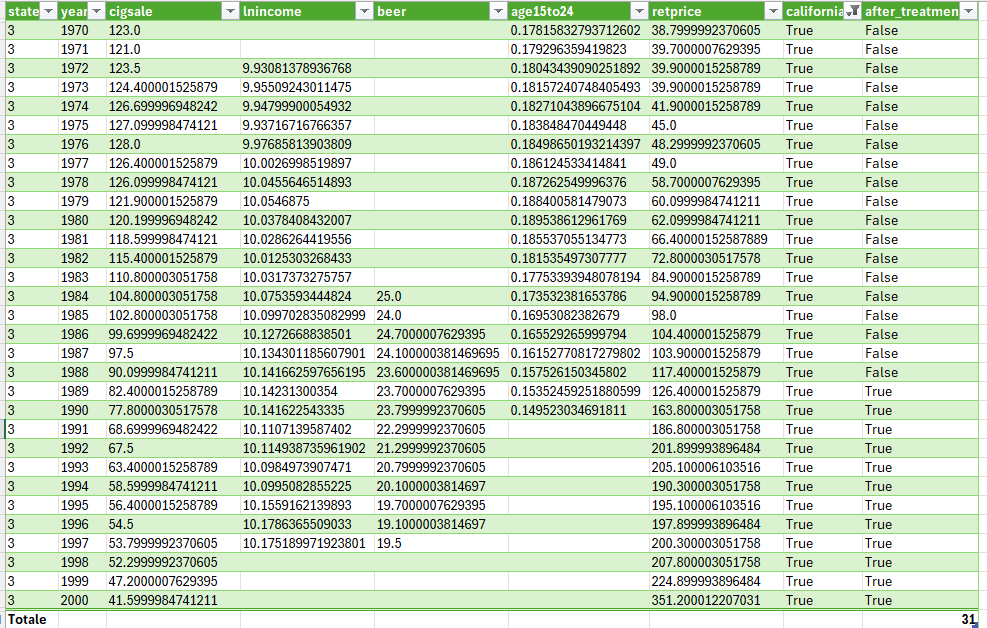 state year cigsale lnincome beer age15to24 retprice california after_treatmen
3 1970 123.0 0.17815832793712602 38.7999992370605 True False
3 1971 121.0 0.179296359419823 39.7000007629395 True False
3 1972 123.5 9.93081378936768 0.18043439090251892 39.9000015258789 True False
3 1973 124.400001525879 9.95509243011475 0.18157240748405493 39.9000015258789 True False
3 1974 126.699996948242 9.94799900054932 0.18271043896675104 41.9000015258789 True False
3 1975 127.099998474121 9.93716716766357 0.183848470449448 45.0 True False
3 1976 128.0 9.97685813903809 0.18498650193214397 48.2999992370605 True False
3 1977 126.400001525879 10.0026998519897 0.186124533414841 49.0 True False
3 1978 126.099998474121 10.0455646514893 0.187262549996376 58.7000007629395 True False
3 1979 121.900001525879 10.0546875 0.188400581479073 60.0999984741211 True False
3 1980 120.199996948242 10.0378408432007 0.189538612961769 62.0999984741211 True False
3 1981 118.599998474121 10.0286264419556 0.185537055134773 66.40000152587889 True False
3 1982 115.400001525879 10.0125303268433 0.181535497307777 72.8000030517578 True False
3 1983 110.800003051758 10.0317373275757 0.17753393948078194 84.9000015258789 True False
3 1984 104.800003051758 10.0753593444824 25.0 0.173532381653786 94.9000015258789 True False
3 1985 102.800003051758 10.099702835082999 24.0 0.16953082382679 98.0 True False
3 1986 99.6999969482422 10.1272668838501 24.7000007629395 0.165529265999794 104.400001525879 True False
3 1987 97.5 10.134301185607901 24.100000381469695 0.16152770817279802 103.900001525879 True False
3 1988 90.0999984741211 10.141662597656195 23.600000381469695 0.157526150345802 117.400001525879 True False
3 1989 82.4000015258789 10.14231300354 23.7000007629395 0.15352459251880599 126.400001525879 True True
3 1990 77.8000030517578 10.141622543335 23.7999992370605 0.149523034691811 163.800003051758 True True
3 1991 68.6999969482422 10.1107139587402 22.2999992370605 186.800003051758 True True
3 1992 67.5 10.114938735961902 21.2999992370605 201.899993896484 True True
3 1993 63.4000015258789 10.0984973907471 20.7999992370605 205.100006103516 True True
3 1994 58.5999984741211 10.0995082855225 20.1000003814697 190.300003051758 True True
3 1995 56.4000015258789 10.1559162139893 19.7000007629395 195.100006103516 True True
3 1996 54.5 10.1786365509033 19.1000003814697 197.899993896484 True True
3 1997 53.7999992370605 10.175189971923801 19.5 200.300003051758 True True
3 1998 52.2999992370605 207.800003051758 True True
3 1999 47.2000007629395 224.899993896484 True True
3 2000 41.5999984741211 351.200012207031 True True
Totale 31